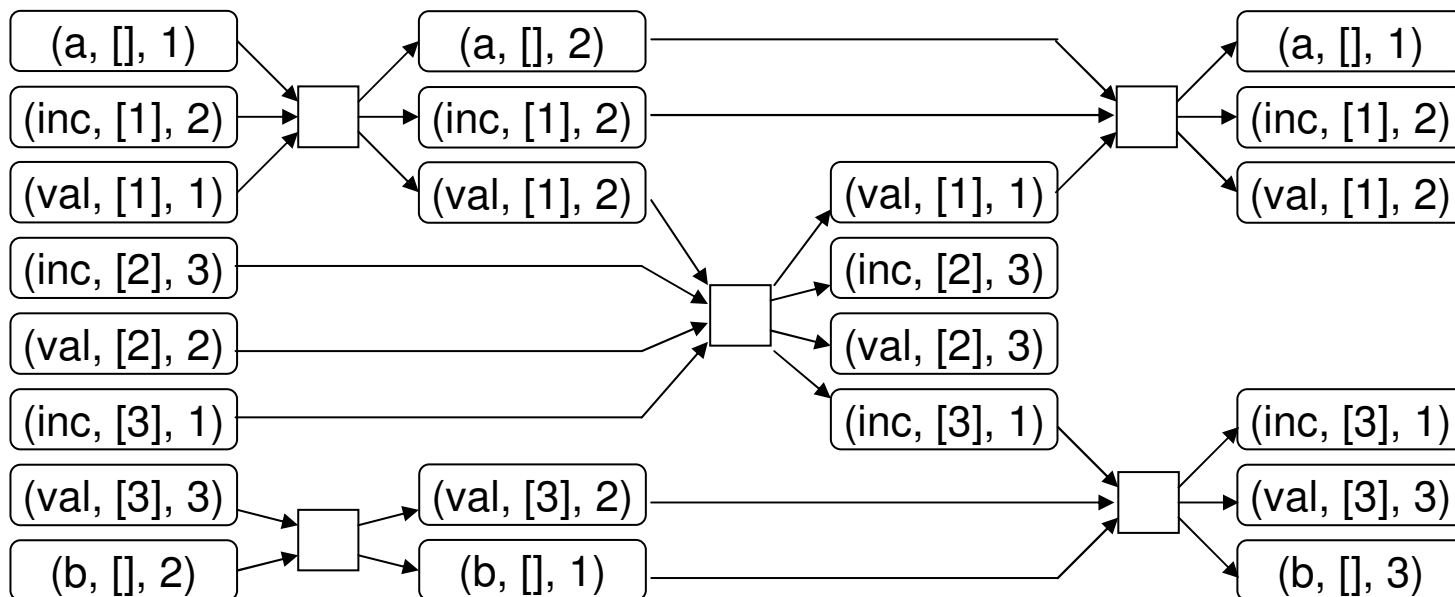 (a, [], 1) (a, [], 2) (a, [], 1)
(inc, [1], 2) (inc, [1], 2) (inc, [1], 2)
(val, [1], 1) (val, [1], 2) (val, [1], 1) (val, [1], 2)
(inc, [2], 3) (inc, [2], 3)
(val, [2], 2) (val, [2], 3)
(inc, [3], 1) (inc, [3], 1) (inc, [3], 1)
(val, [3], 3) (val, [3], 2) (val, [3], 3)
(b, [], 2) (b, [], 1) (b, [], 3)